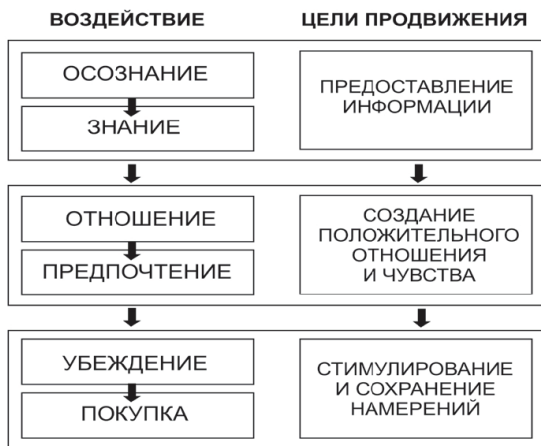 ВОЗДЕЙСТВИЕ
ЦЕЛИ ПРОДВИЖЕНИЯ
ОСОЗНАНИЕ
ЗНАНИЕ
ПРЕДОСТАВЛЕНИЕ
ИНФОРМАЦИИ
ОТНОШЕНИЕ
ПРЕДПОЧТЕНИЕ
СОЗДАНИЕ
ПОЛОЖИТЕЛЬНОГО
ОТНОШЕНИЯ
И ЧУВСТВА
УБЕЖДЕНИЕ
ПОКУПКА
СТИМУЛИРОВАНИЕ
И СОХРАНЕНИЕ
НАМЕРЕНИЙ